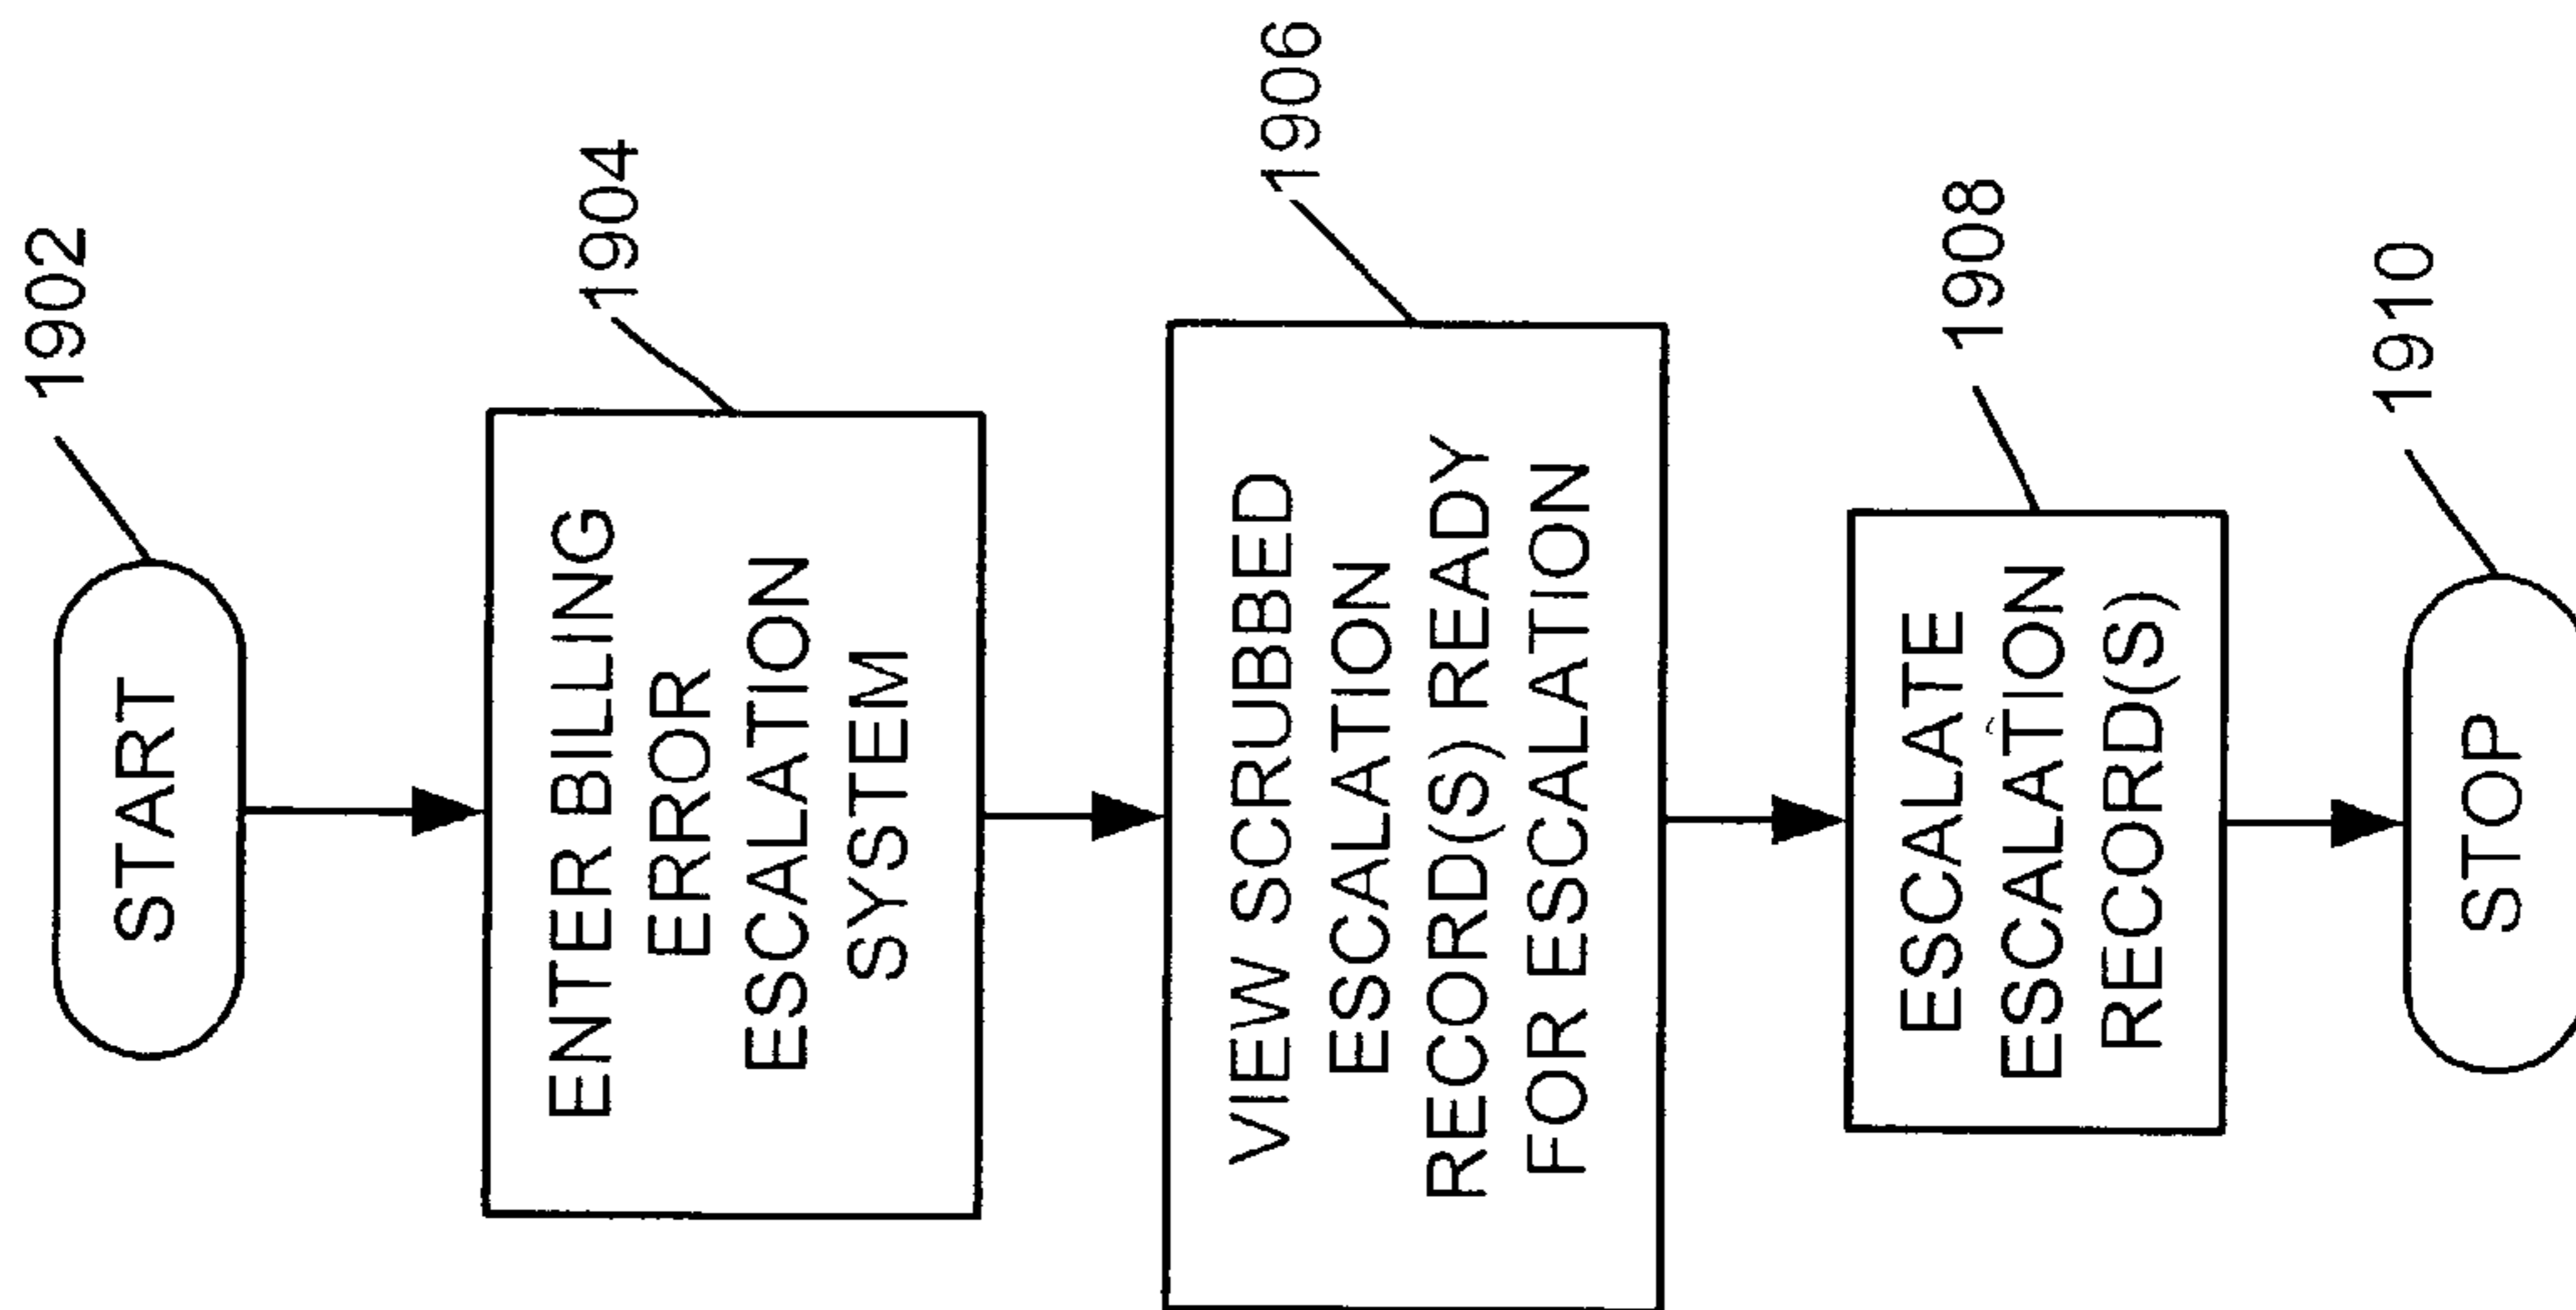 1902
START
1904
ENTER BILLING
ERROR
ESCALATION
SYSTEM
1906
VIEW SCRUBBED
ESCALATION
RECORD(S) READY
FOR ESCALATION
1908
ESCALATE
ESCALATION
RECORD(S)
1910
STOP